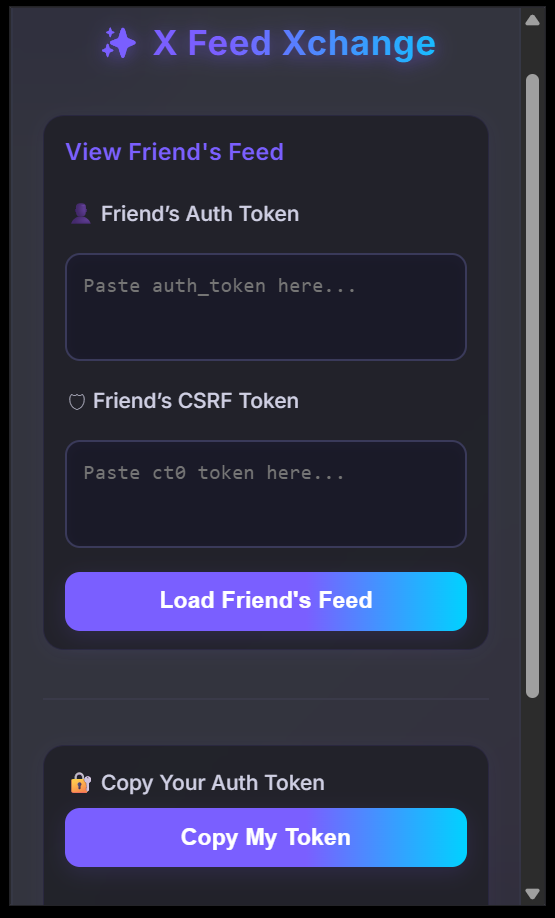 X Feed Xchange
View Friend's Feed
Friend’s Auth Token
Paste auth_token here...
Friend’s CSRF Token
Paste ct0 token here...
Load Friend's Feed
Copy Your Auth Token
Copy My Token